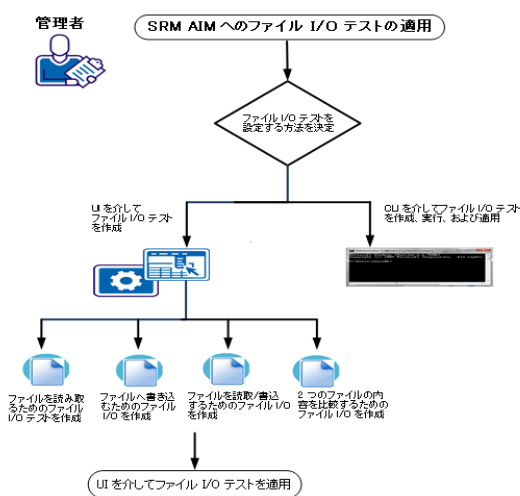 管理者
SRM AIM へのファイル I/O テストの適用
ファイル I/O テストを
設定する方法を決定
UI を介して
ファイル I/O テスト
を作成
CLI を介してファイル I/O テスト
を作成、実行、および適用
ファイルを読み取
るためのファイル
I/O テストを作成
ファイルへ書き込
むためのファイル
I/O を作成
ファイルを読取/書込
するためのファイル I/O
を作成
2 つのファイルの内
容を比較するための
ファイル I/O を作成
UI を介してファイル I/O テストを適用